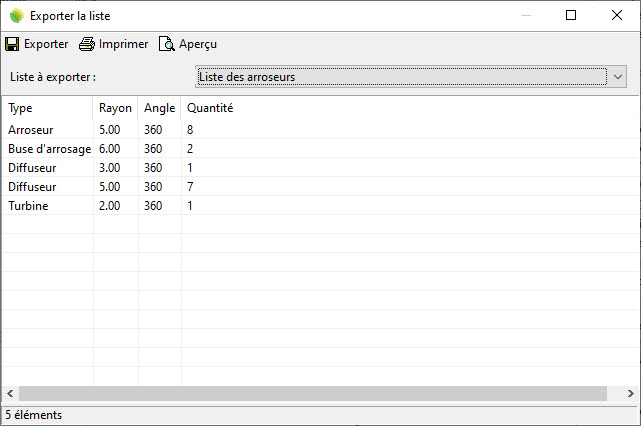 Exporter la liste
Exporter Imprimer Aperçu
Liste à exporter : Liste des arroseurs
Type Rayon Angle Quantité
Arroseur 5.00 360 8
Buse d'arrosage 6.00 360 2
Diffuseur 3.00 360 1
Diffuseur 5.00 360 7
Turbine 2.00 360 1
5 éléments